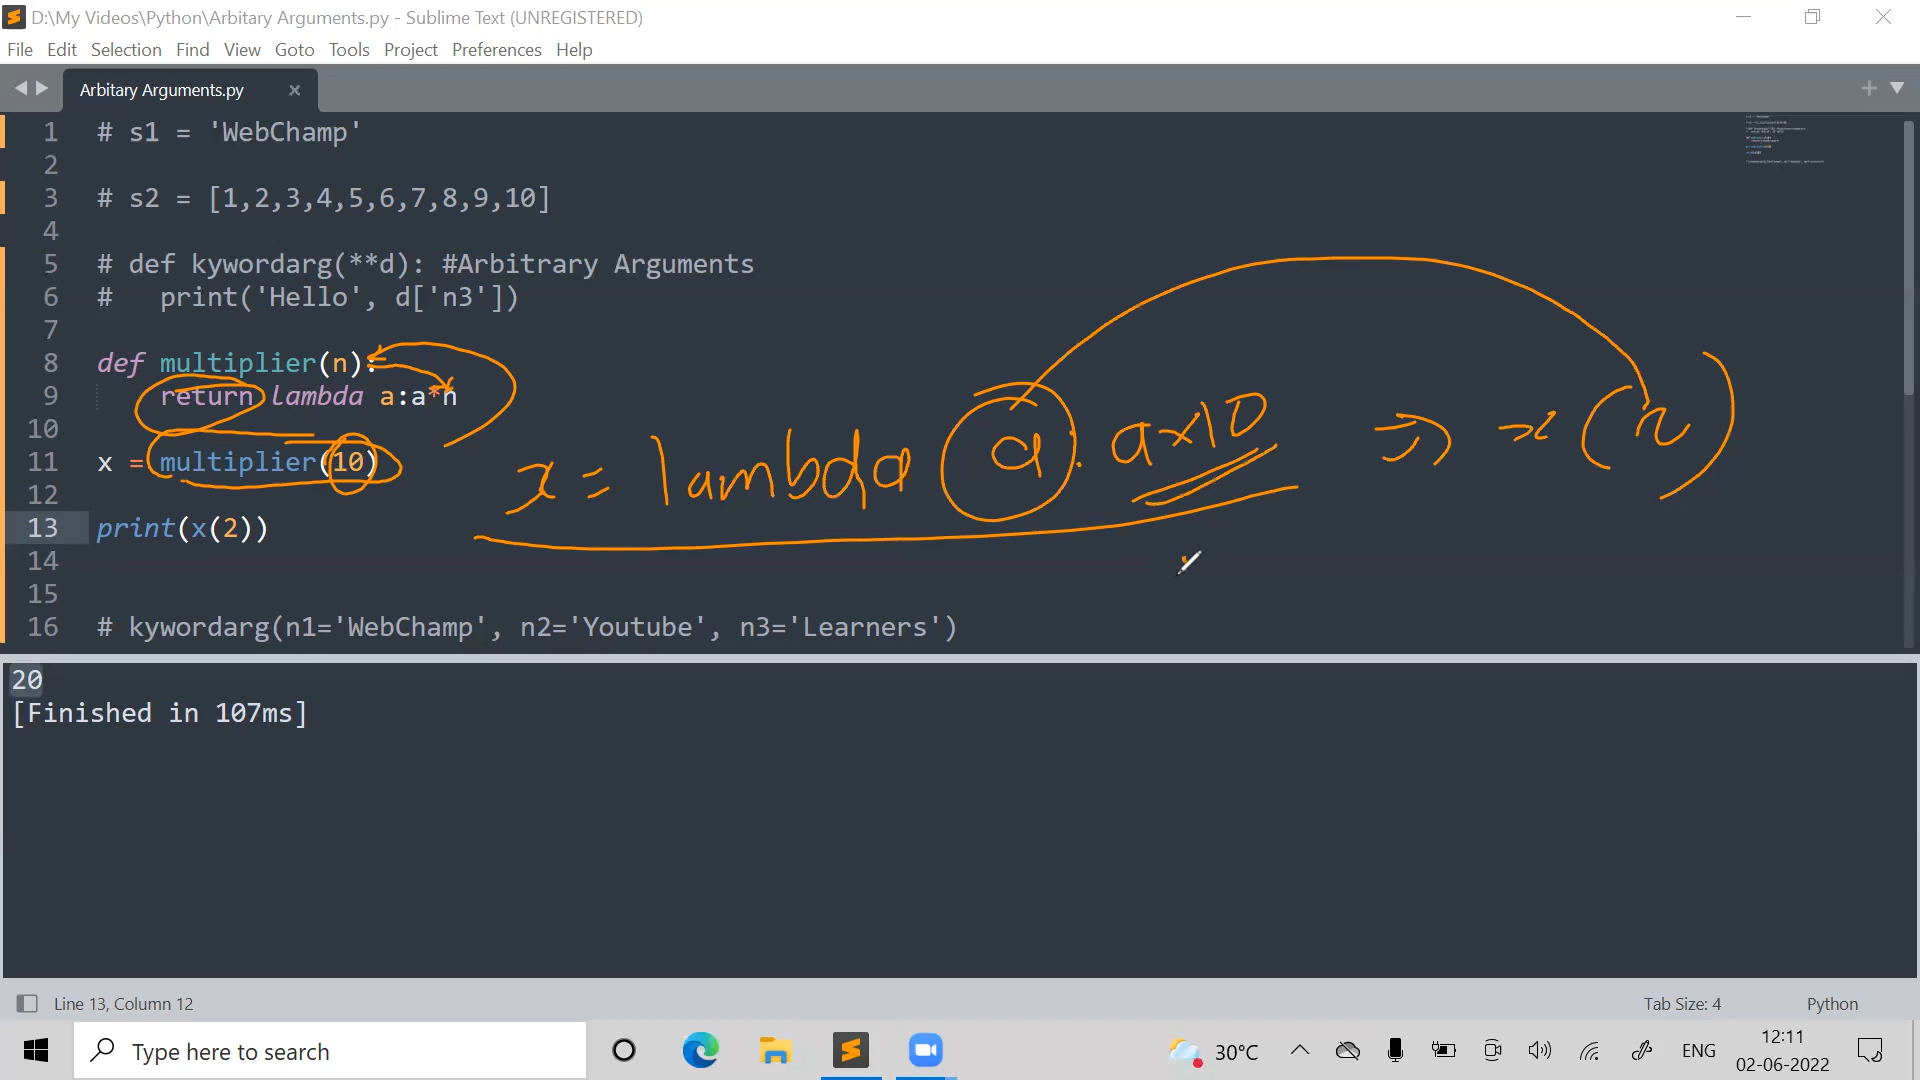 D:\My Videos\Python\Arbitary Arguments.py - Sublime Text (UNREGISTERED)
File Edit Selection Find View Goto Tools Project Preferences Help
Arbitary Arguments.py
1 # s1 = 'WebChamp'
2
3 # s2 = [1,2,3,4,5,6,7,8,9,10]
4
5 # def kywordarg(**d): #Arbitrary Arguments
6 #   print('Hello', d['n3'])
7
8 def multiplier(n):
9     return lambda a:a*n
10
11 x = multiplier(10)
x = lambda a: a×10 ⇒ x(2)
12
13 print(x(2))
14
15
16 # kywordarg(n1='WebChamp', n2='Youtube', n3='Learners')
20
[Finished in 107ms]
Line 13, Column 12 Tab Size: 4 Python
Type here to search 30°C ENG 12:11
02-06-2022